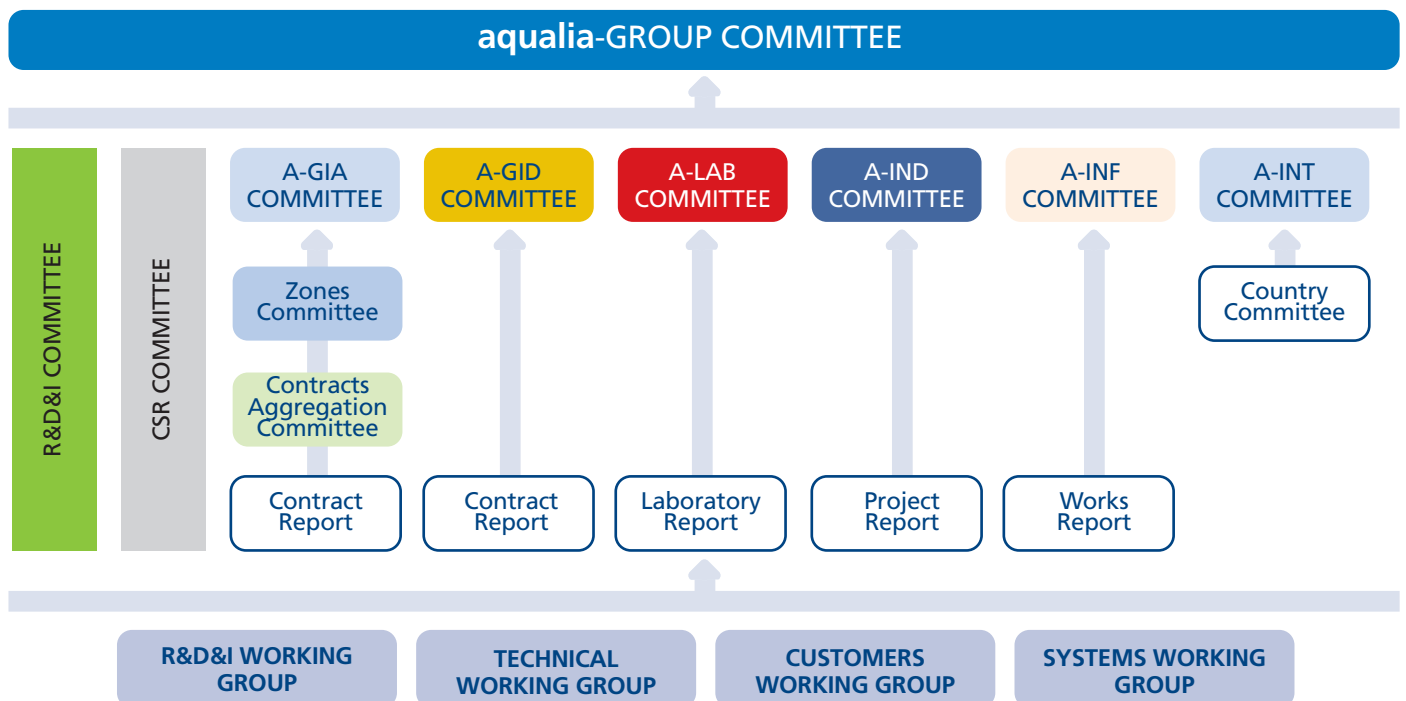 aqualia-GROUP COMMITTEE
R&D&I COMMITTEE
CSR COMMITTEE
A-GIA
COMMITTEE
A-GID
COMMITTEE
A-LAB
COMMITTEE
A-IND
COMMITTEE
A-INF
COMMITTEE
A-INT
COMMITTEE
Zones
Committee
Country
Committee
Contracts
Aggregation
Committee
Contract
Report
Contract
Report
Laboratory
Report
Project
Report
Works
Report
R&D&I WORKING
GROUP
TECHNICAL
WORKING GROUP
CUSTOMERS
WORKING GROUP
SYSTEMS WORKING
GROUP